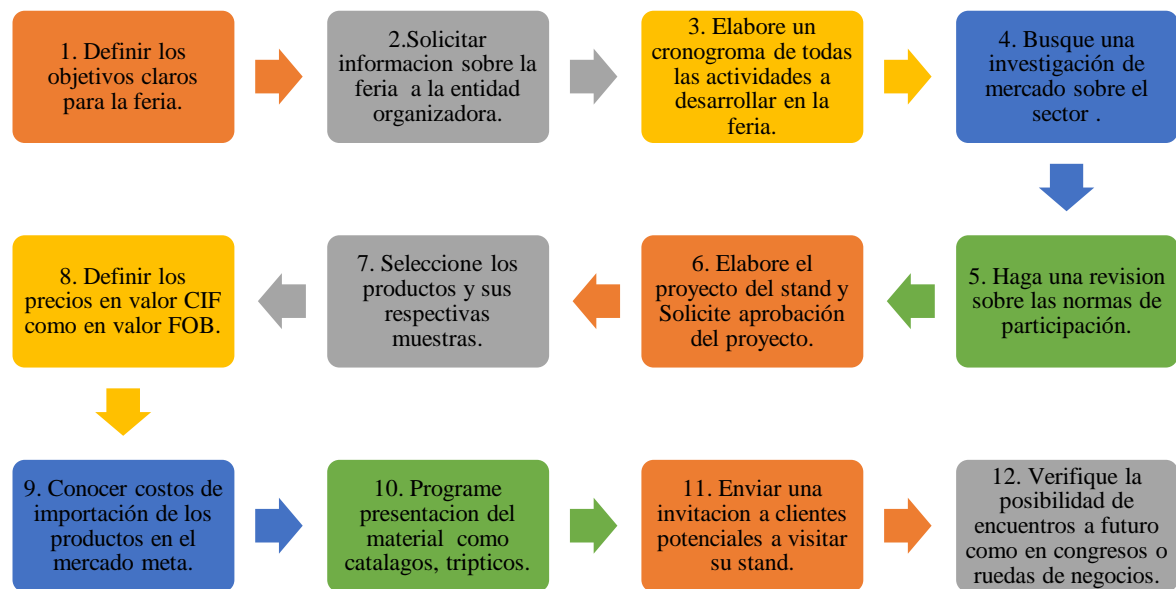 1. Definir los
objetivos claros
para la feria.
2.Solicitar
informacion sobre la
feria a la entidad
organizadora.
3. Elabore un
cronogroma de todas
las actividades a
desarrollar en la
feria.
4. Busque una
investigación de
mercado sobre el
sector .
5. Haga una revision
sobre las normas de
participación.
6. Elabore el
proyecto del stand y
Solicite aprobación
del proyecto.
7. Seleccione los
productos y sus
respectivas
muestras.
8. Definir los
precios en valor CIF
como en valor FOB.
9. Conocer costos de
importación de los
productos en el
mercado meta.
10. Programe
presentacion del
material como
catalagos, tripticos.
11. Enviar una
invitacion a clientes
potenciales a visitar
su stand.
12. Verifique la
posibilidad de
encuentros a futuro
como en congresos o
ruedas de negocios.